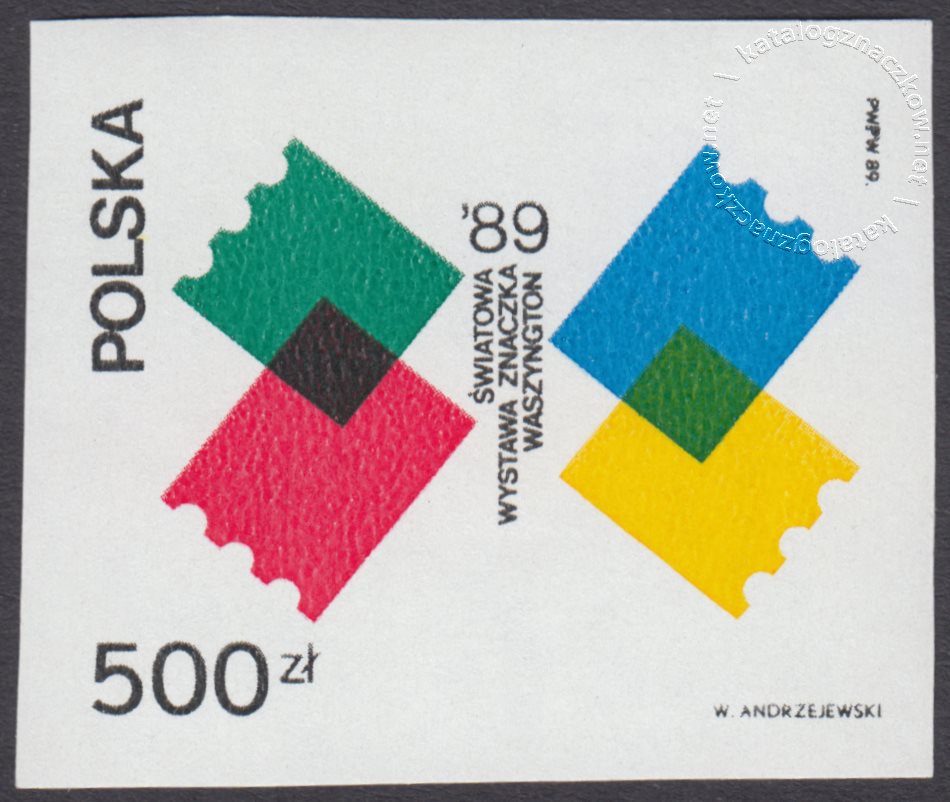 POLSKA
'89
ŚWIATOWA
WYSTAWA ZNACZKA
WASZYNGTON
PWPW 89.
500 zł
W. ANDRZEJEWSKI
| katalogznaczkow.net | katalogznaczkow.net